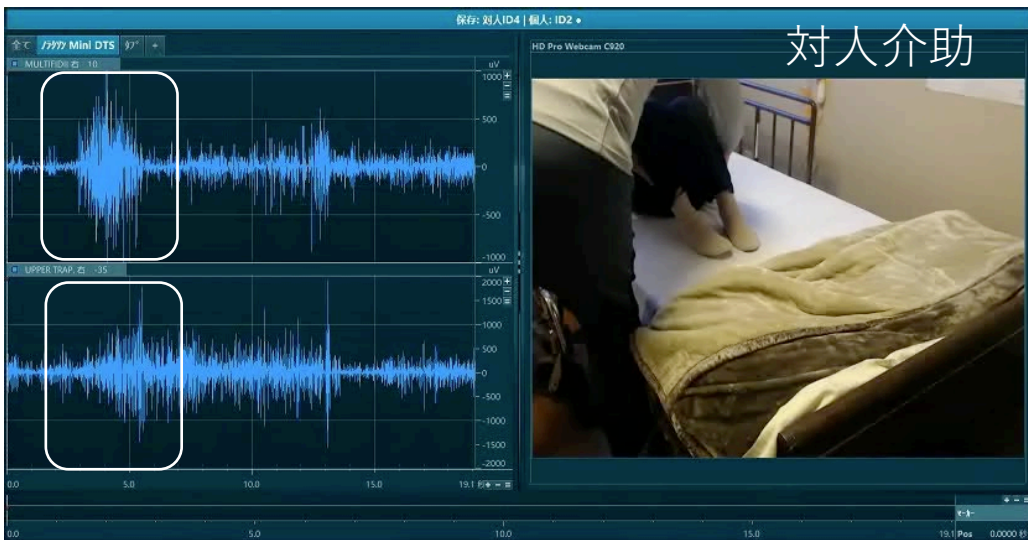 保存: 対人ID4 | 個人: ID2
対人介助
全て ﾉﾗｸｿﾝ Mini DTS ﾀﾌﾞ +
HD Pro Webcam C920
MULTIFIDII 右 10
uV
1000
500
0
-500
-1000
UPPER TRAP. 右 -35
uV
2000
1500
1000
500
0
-500
-1000
-1500
-2000
0.0 5.0 10.0 15.0 19.1 秒
ﾏｰｶｰ
0.0 5.0 10.0 15.0 19.1 Pos 0.0000 秒